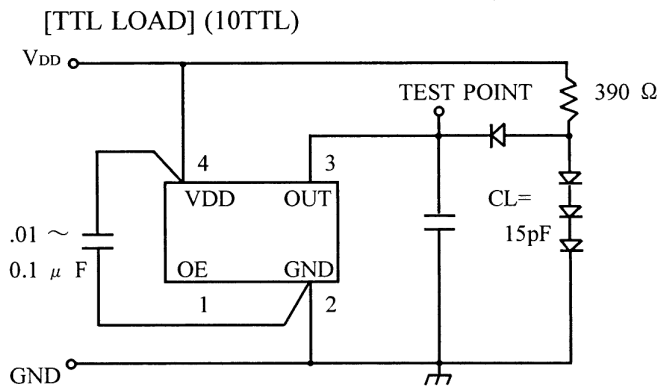 [TTL LOAD] (10TTL)
VDD
TEST POINT
390 Ω
4
3
VDD
OUT
CL=
15pF
.01 ～
0.1 μ F
OE
GND
1
2
GND